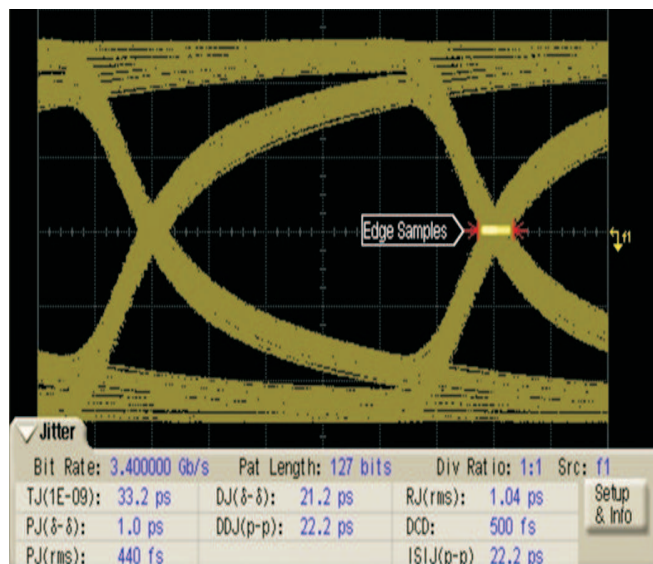 Edge Samples
f1
Jitter
Bit Rate: 3.400000 Gb/s Pat Length: 127 bits Div Ratio: 1:1 Src: f1
TJ(1E-09): 33.2 ps DJ(δ-δ): 21.2 ps RJ(rms): 1.04 ps
Setup & Info
PJ(δ-δ): 1.0 ps DDJ(p-p): 22.2 ps DCD: 500 fs
PJ(rms): 440 fs ISIJ(p-p) 22.2 ps